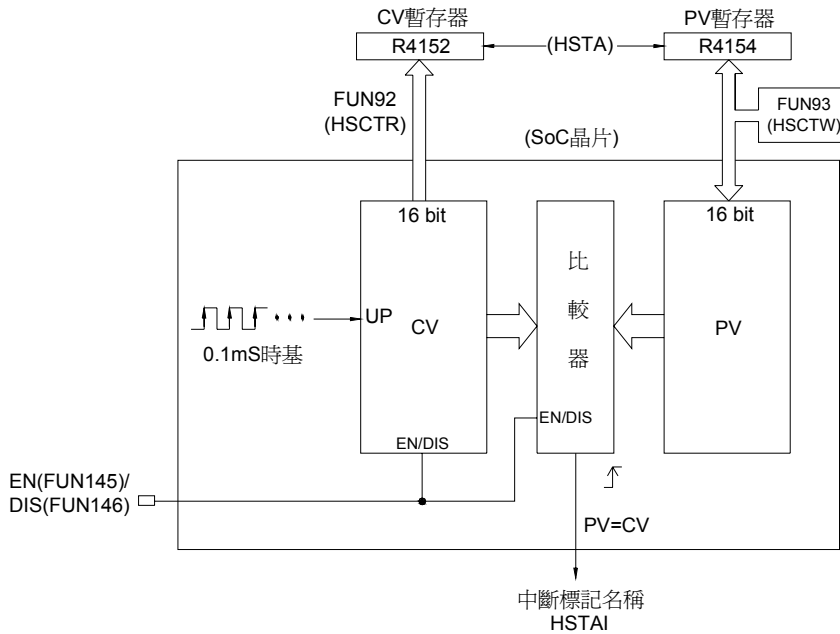 CV暫存器
PV暫存器
R4152
(HSTA)
R4154
FUN92
(HSCTR)
FUN93
(HSCTW)
(SoC晶片)
16 bit
16 bit
比
較
器
UP
CV
PV
0.1mS時基
EN/DIS
EN/DIS
EN(FUN145)/
DIS(FUN146)
PV=CV
中斷標記名稱
HSTAI